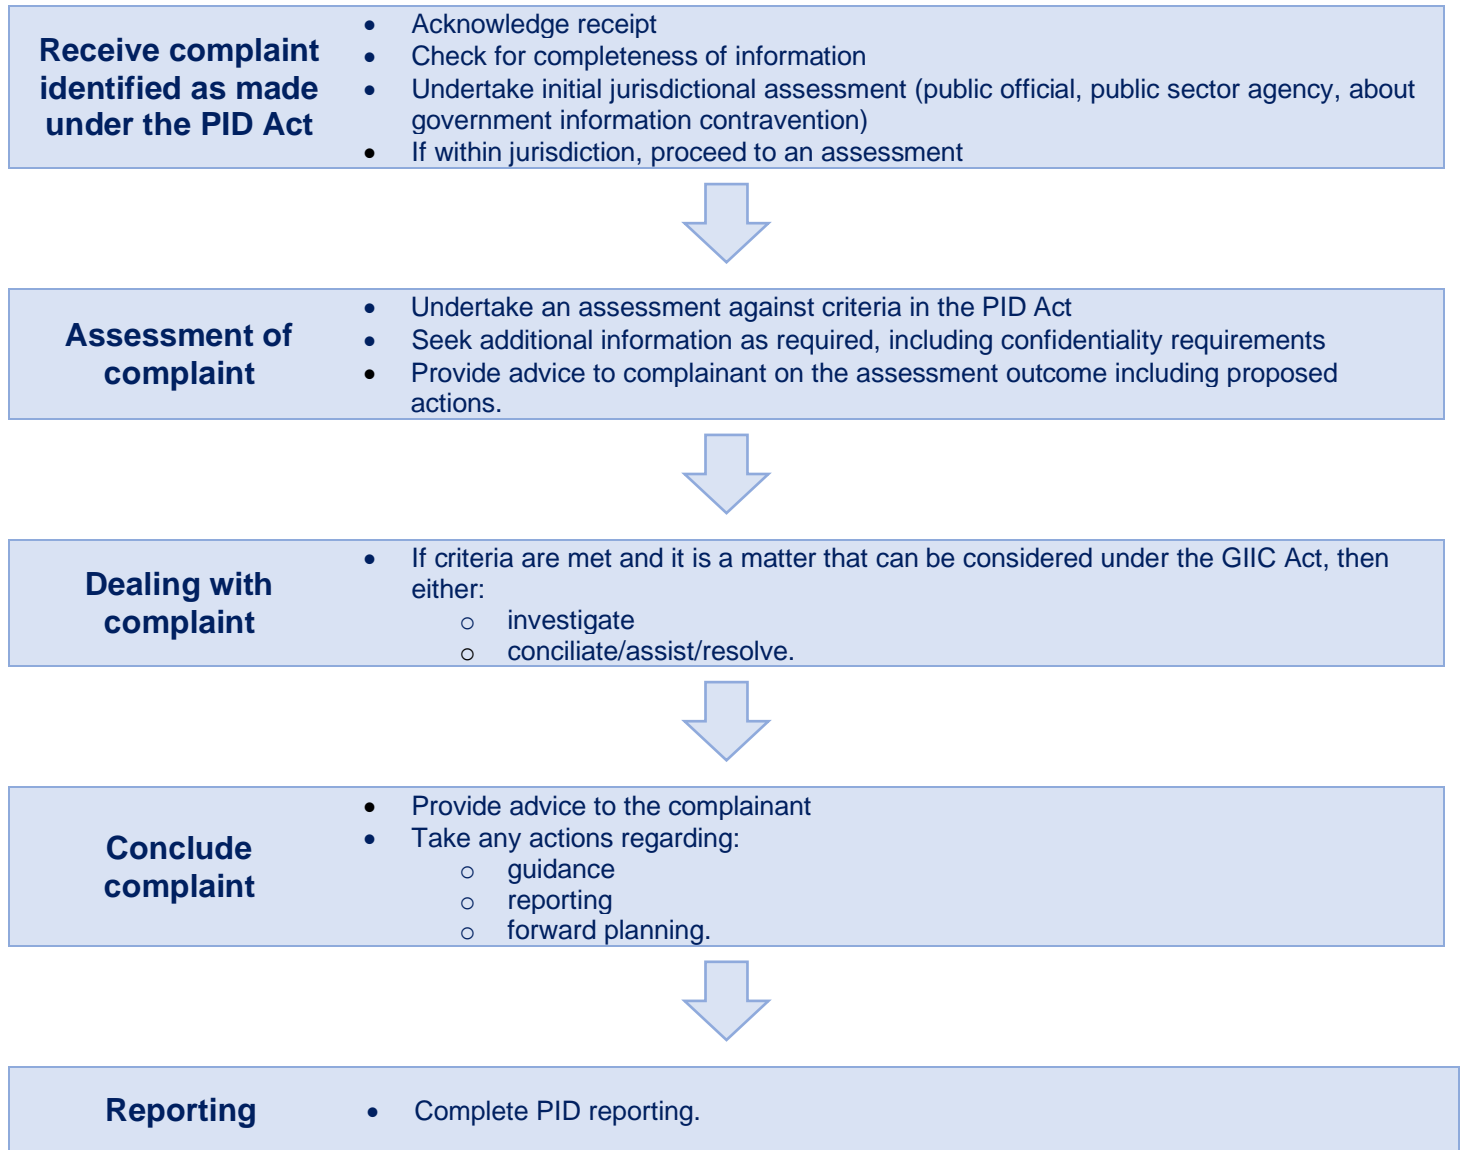 Receive complaint
identified as made
under the PID Act
• Acknowledge receipt
• Check for completeness of information
• Undertake initial jurisdictional assessment (public official, public sector agency, about
government information contravention)
• If within jurisdiction, proceed to an assessment
Assessment of
complaint
• Undertake an assessment against criteria in the PID Act
• Seek additional information as required, including confidentiality requirements
• Provide advice to complainant on the assessment outcome including proposed
actions.
Dealing with
complaint
• If criteria are met and it is a matter that can be considered under the GIIC Act, then
either:
o investigate
o conciliate/assist/resolve.
Conclude
complaint
• Provide advice to the complainant
• Take any actions regarding:
o guidance
o reporting
o forward planning.
Reporting
• Complete PID reporting.